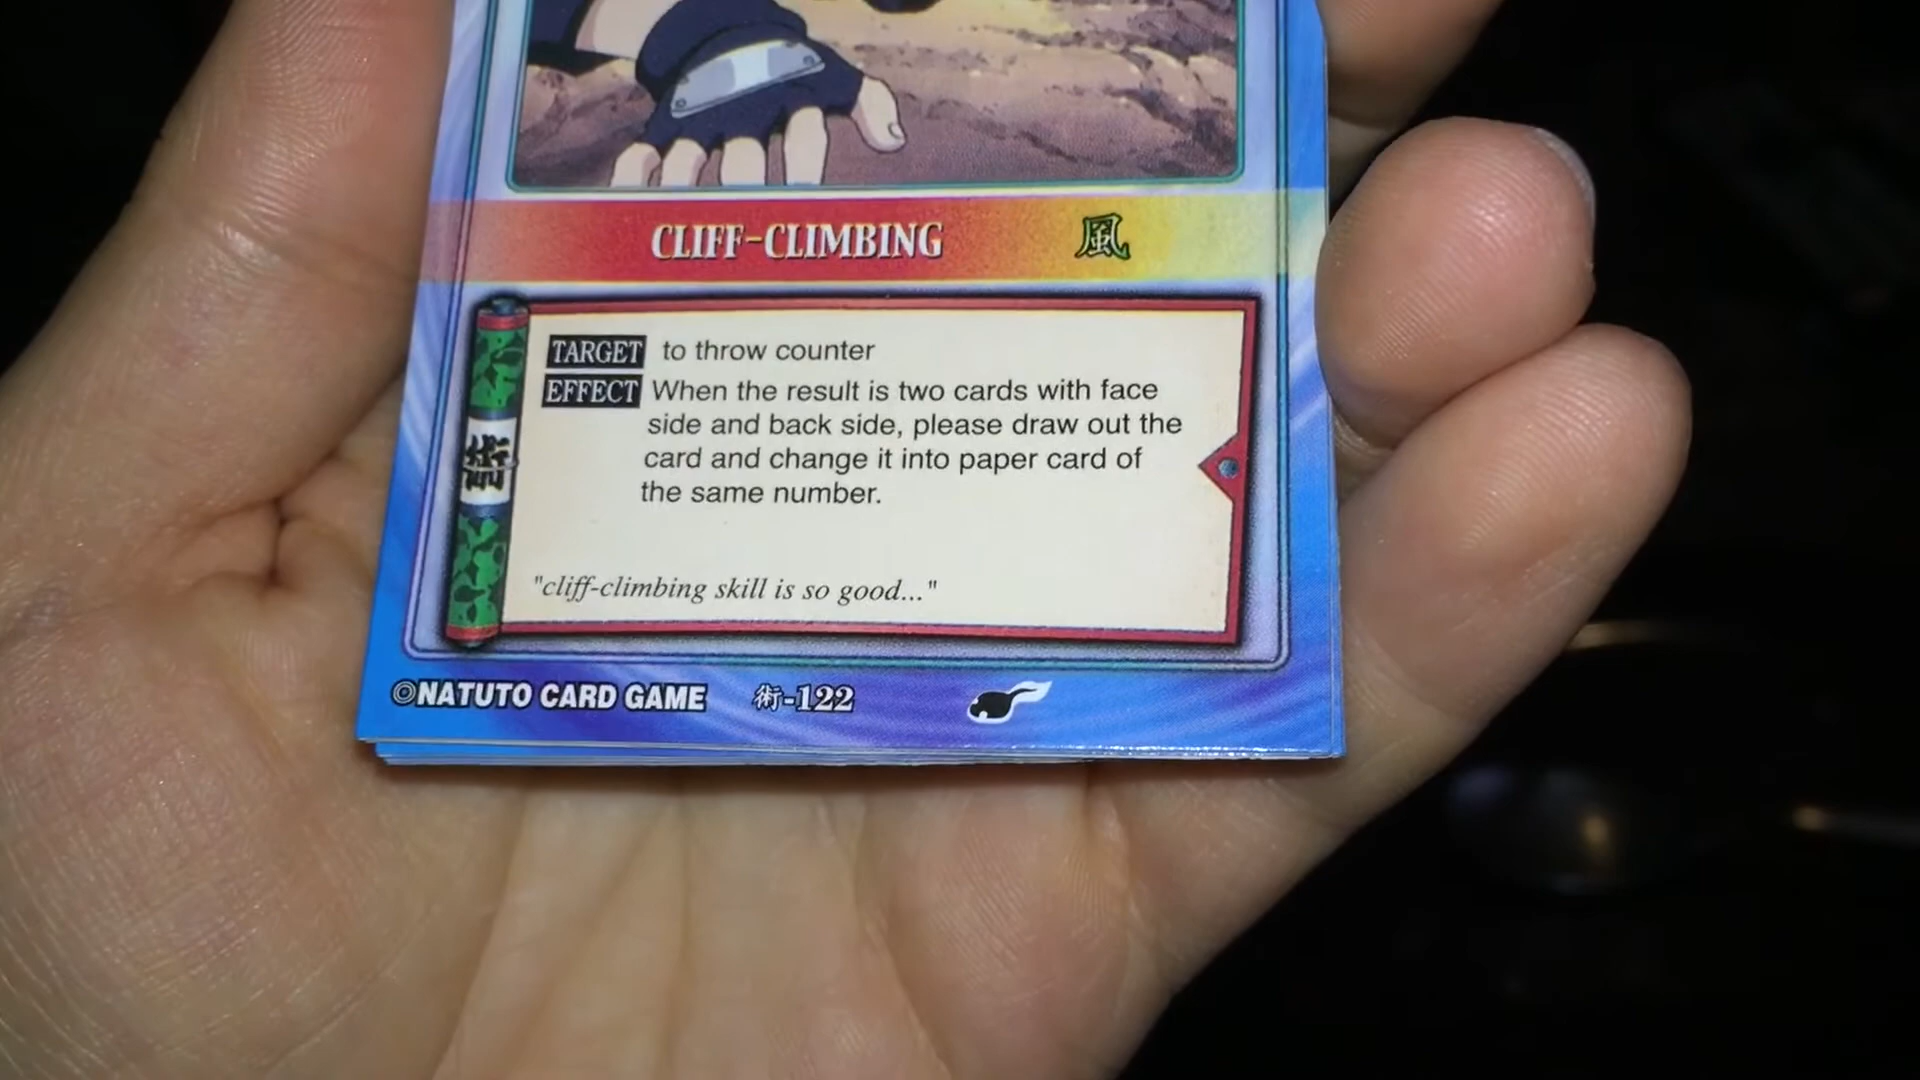 CLIFF-CLIMBING 風
TARGET to throw counter
EFFECT When the result is two cards with face
side and back side, please draw out the
card and change it into paper card of
the same number.
術
"cliff-climbing skill is so good..."
©NATUTO CARD GAME 術-122